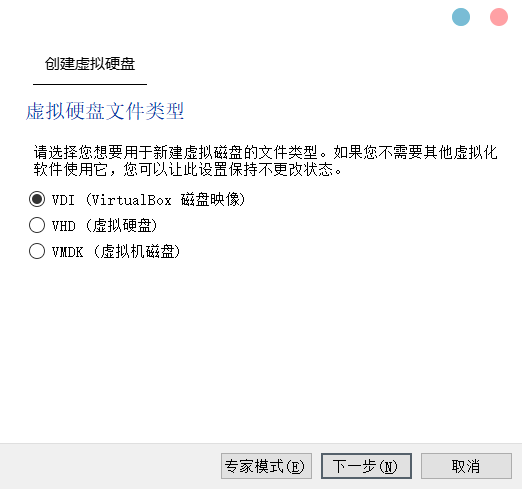 创建虚拟硬盘
虚拟硬盘文件类型
请选择您想要用于新建虚拟磁盘的文件类型。如果您不需要其他虚拟化
软件使用它，您可以让此设置保持不更改状态。
VDI (VirtualBox 磁盘映像)
VHD (虚拟硬盘)
VMDK (虚拟机磁盘)
专家模式(E) 下一步(N) 取消